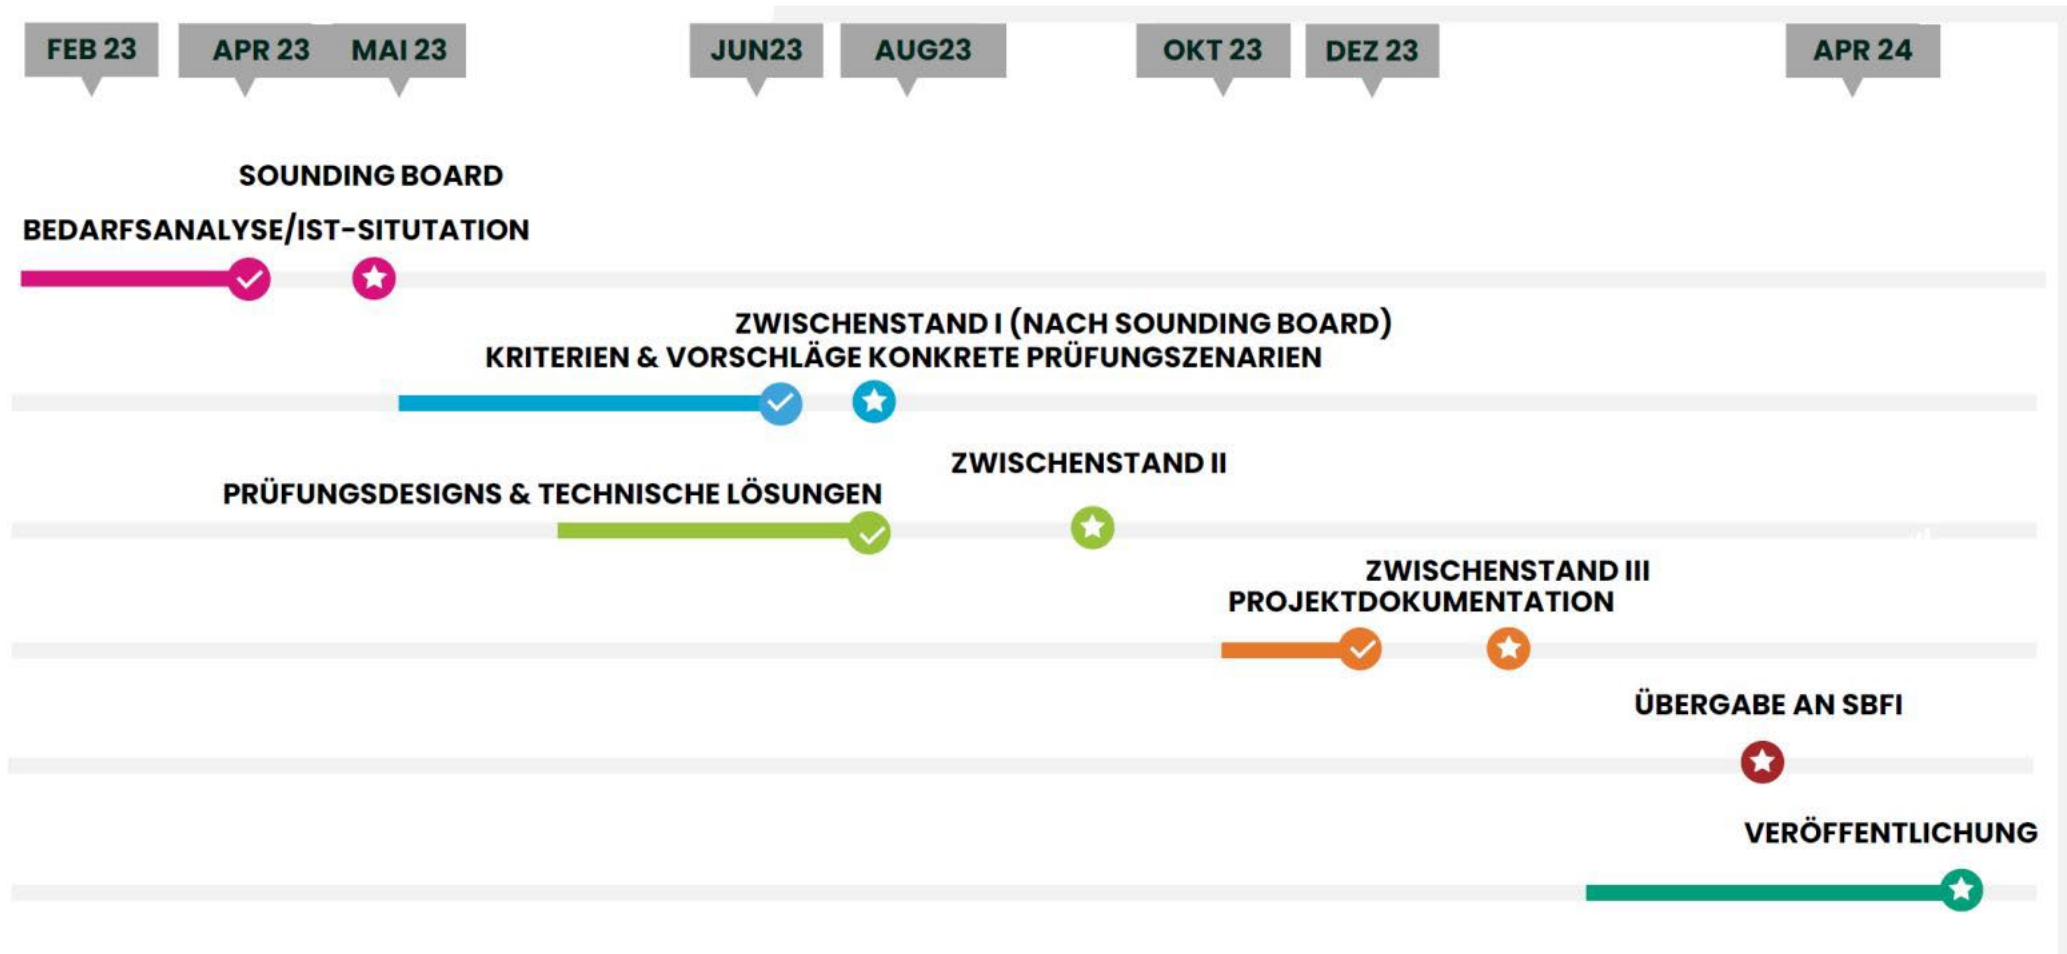 FEB 23 APR 23 MAI 23 JUN23 AUG23 OKT 23 DEZ 23 APR 24
SOUNDING BOARD
BEDARFSANALYSE/IST-SITUTATION
ZWISCHENSTAND I (NACH SOUNDING BOARD)
KRITERIEN & VORSCHLÄGE KONKRETE PRÜFUNGSZENARIEN
ZWISCHENSTAND II
PRÜFUNGSDESIGNS & TECHNISCHE LÖSUNGEN
ZWISCHENSTAND III
PROJEKTDOKUMENTATION
ÜBERGABE AN SBFI
VERÖFFENTLICHUNG